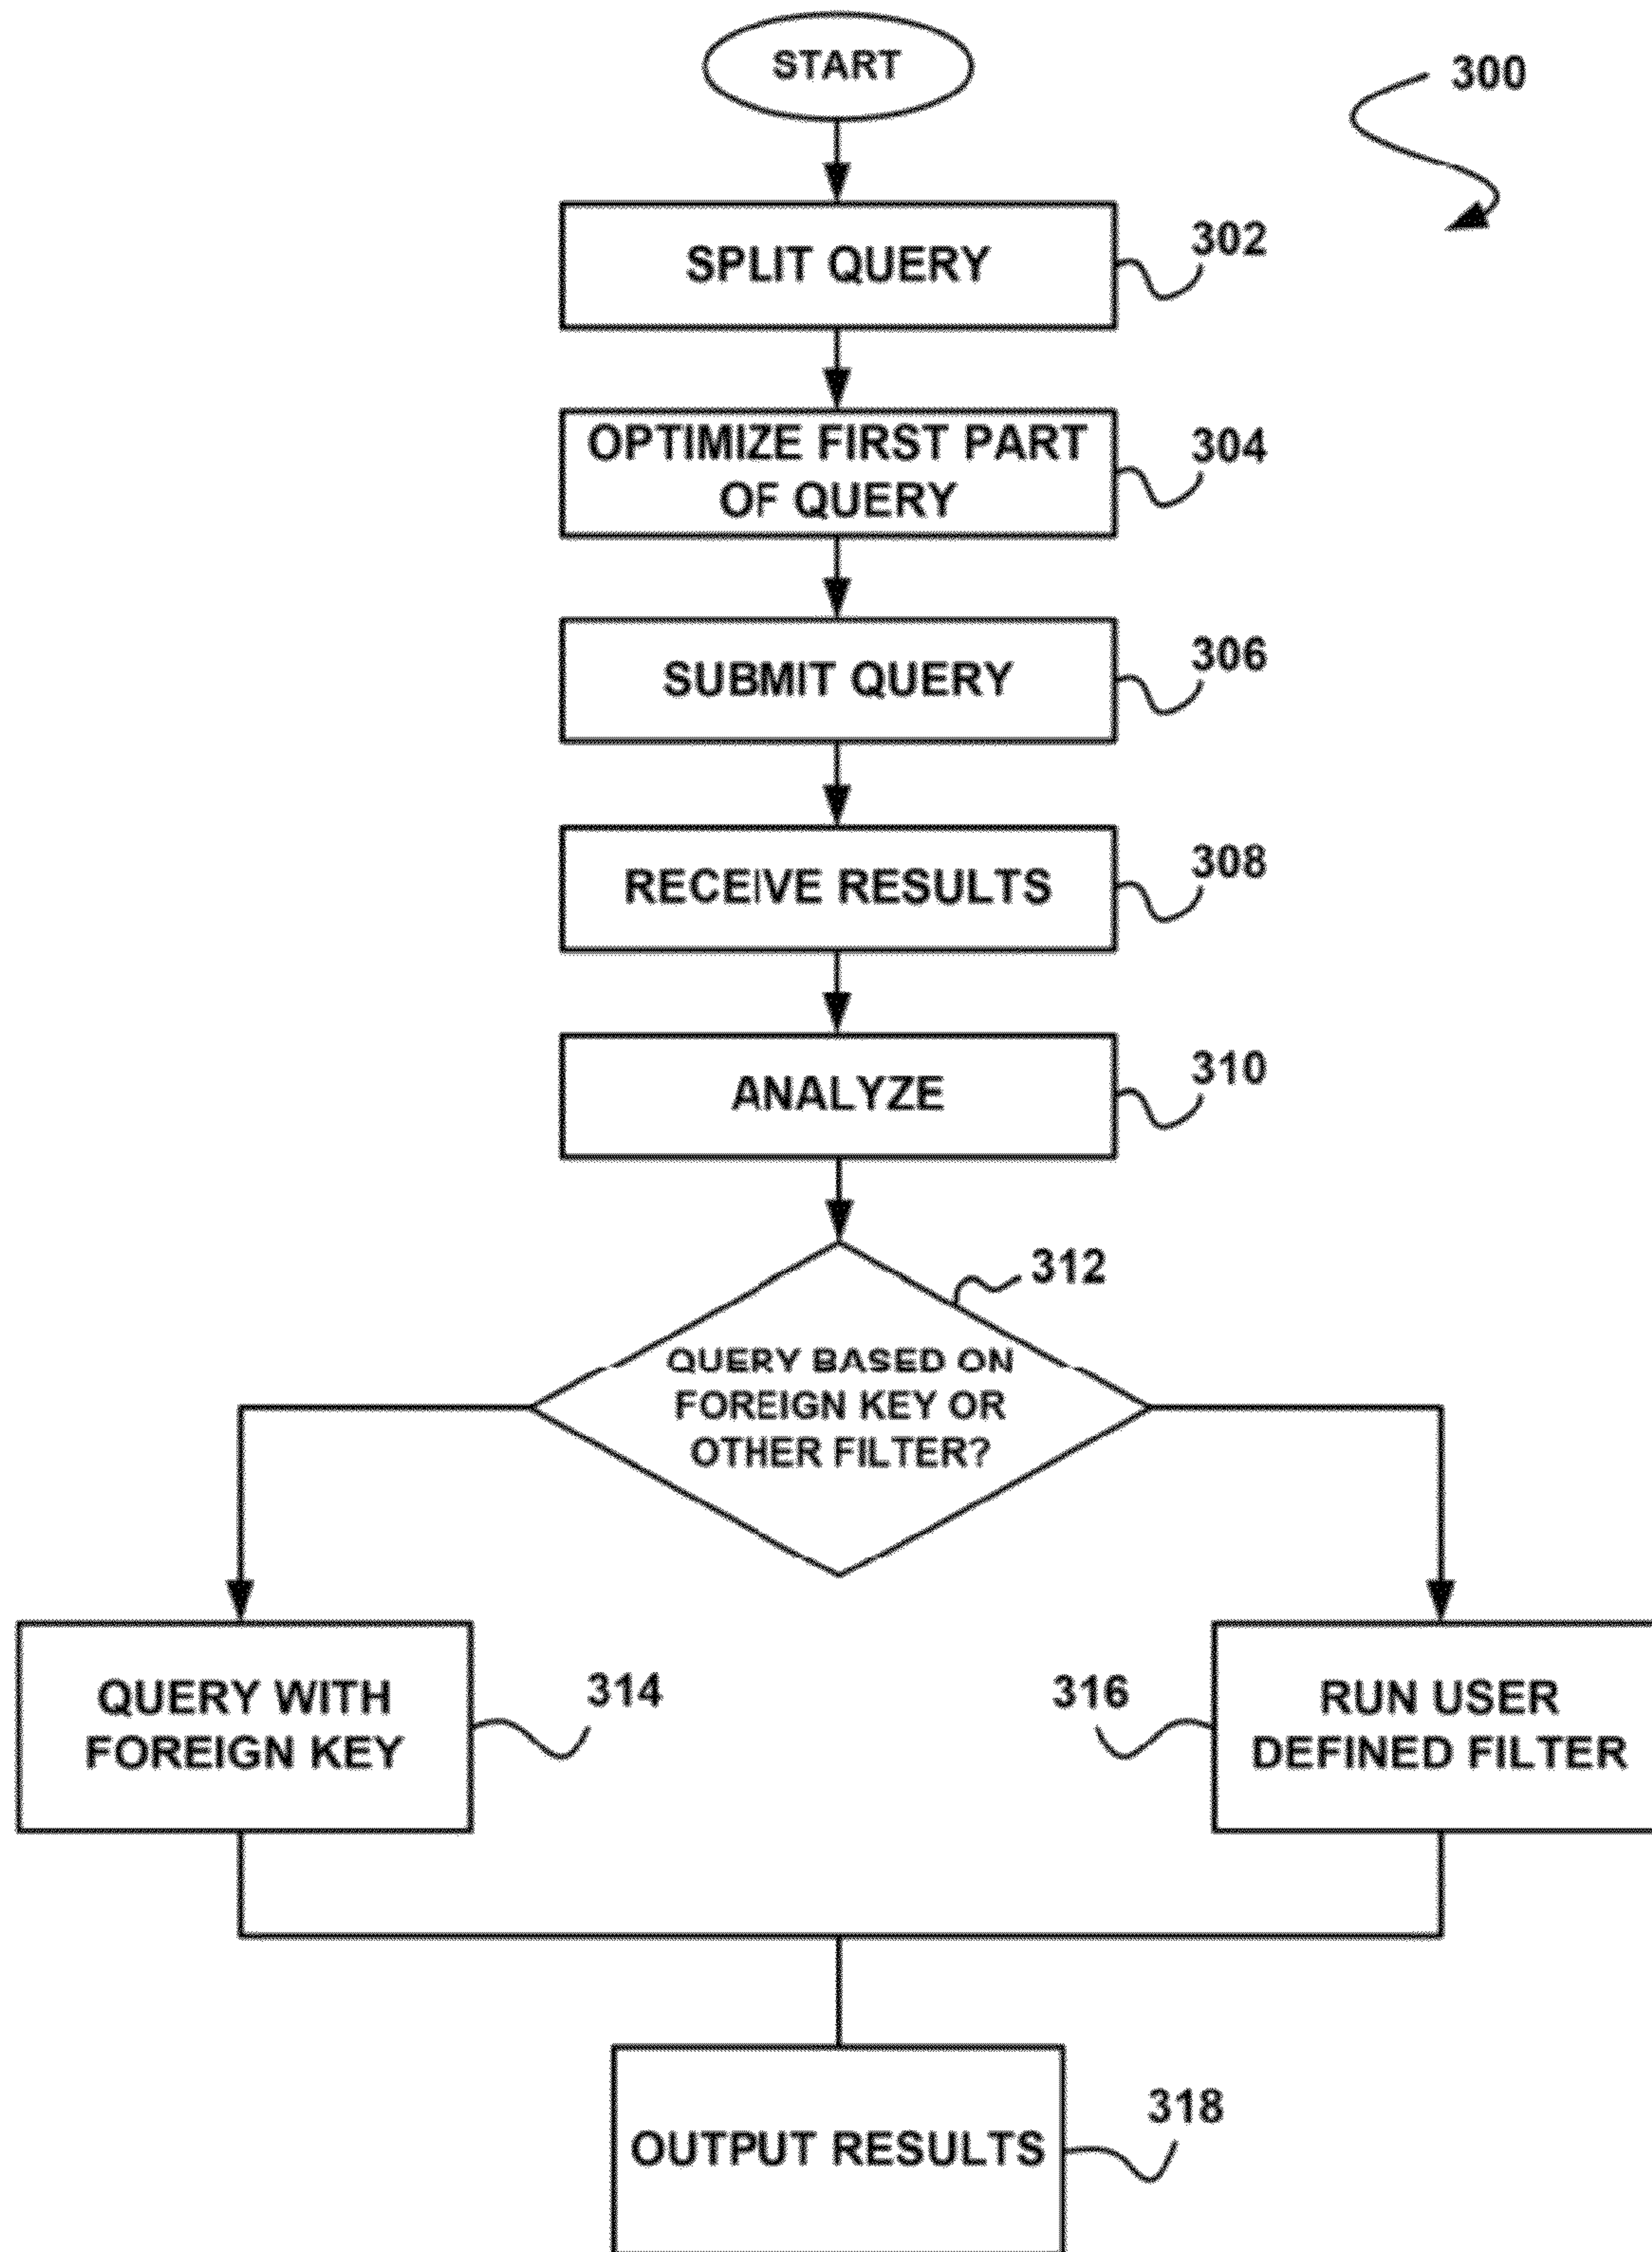 START
300
SPLIT QUERY
302
OPTIMIZE FIRST PART
OF QUERY
304
SUBMIT QUERY
306
RECEIVE RESULTS
308
ANALYZE
310
312
QUERY BASED ON
FOREIGN KEY OR
OTHER FILTER?
QUERY WITH
FOREIGN KEY
314
316
RUN USER
DEFINED FILTER
OUTPUT RESULTS
318